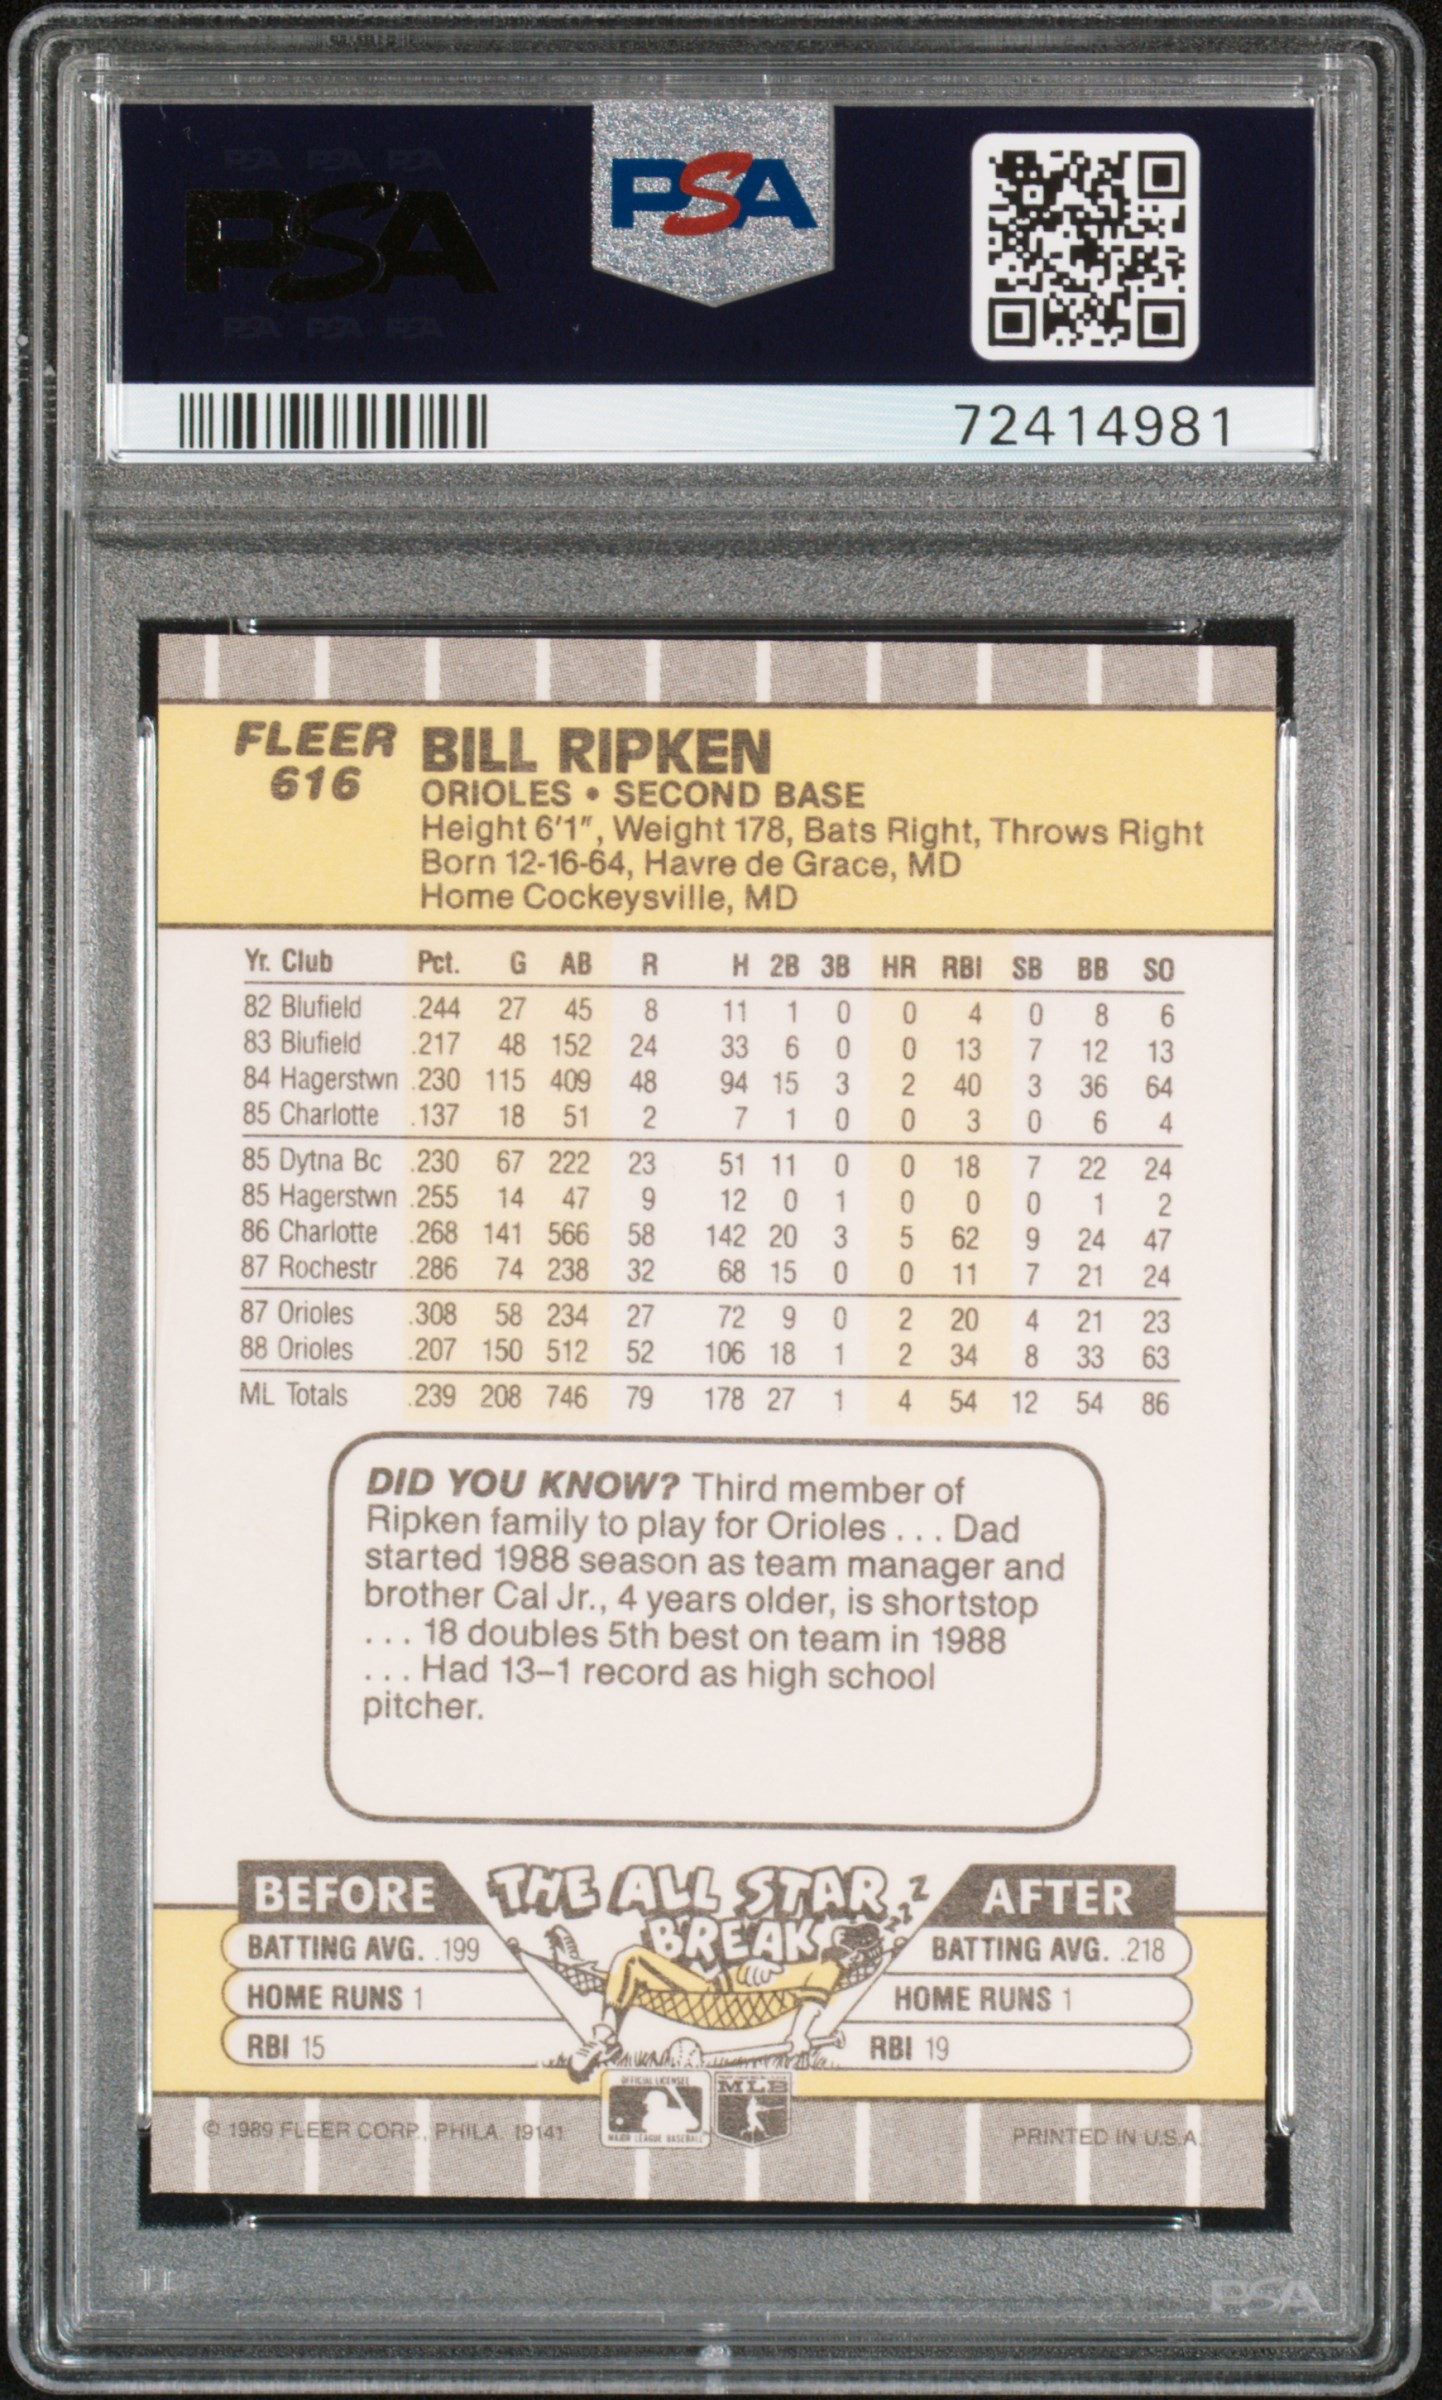 PSA PSA PSA
PSA
PSA PSA PSA
PSA
72414981
FLEER
616
BILL RIPKEN
ORIOLES • SECOND BASE
Height 6'1", Weight 178, Bats Right, Throws Right
Born 12-16-64, Havre de Grace, MD
Home Cockeysville, MD
Yr. Club Pct. G AB R H 2B 3B HR RBI SB BB SO
82 Blufield .244 27 45 8 11 1 0 0 4 0 8 6
83 Blufield .217 48 152 24 33 6 0 0 13 7 12 13
84 Hagerstwn .230 115 409 48 94 15 3 2 40 3 36 64
85 Charlotte .137 18 51 2 7 1 0 0 3 0 6 4
85 Dytna Bc .230 67 222 23 51 11 0 0 18 7 22 24
85 Hagerstwn .255 14 47 9 12 0 1 0 0 0 1 2
86 Charlotte .268 141 566 58 142 20 3 5 62 9 24 47
87 Rochestr .286 74 238 32 68 15 0 0 11 7 21 24
87 Orioles .308 58 234 27 72 9 0 2 20 4 21 23
88 Orioles .207 150 512 52 106 18 1 2 34 8 33 63
ML Totals .239 208 746 79 178 27 1 4 54 12 54 86
DID YOU KNOW? Third member of
Ripken family to play for Orioles . . . Dad
started 1988 season as team manager and
brother Cal Jr., 4 years older, is shortstop
. . . 18 doubles 5th best on team in 1988
. . . Had 13–1 record as high school
pitcher.
BEFORE THE ALL STAR BREAK AFTER
zzzz
BATTING AVG. .199 BATTING AVG. .218
HOME RUNS 1 HOME RUNS 1
RBI 15 RBI 19
OFFICIAL LICENSEE
MAJOR LEAGUE BASEBALL
MLB
© 1989 FLEER CORP., PHILA. 19141 PRINTED IN U.S.A.
PSA